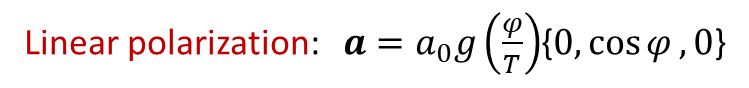 Linear polarization: 𝒂 = a₀g(φ/T){0, cos φ , 0}